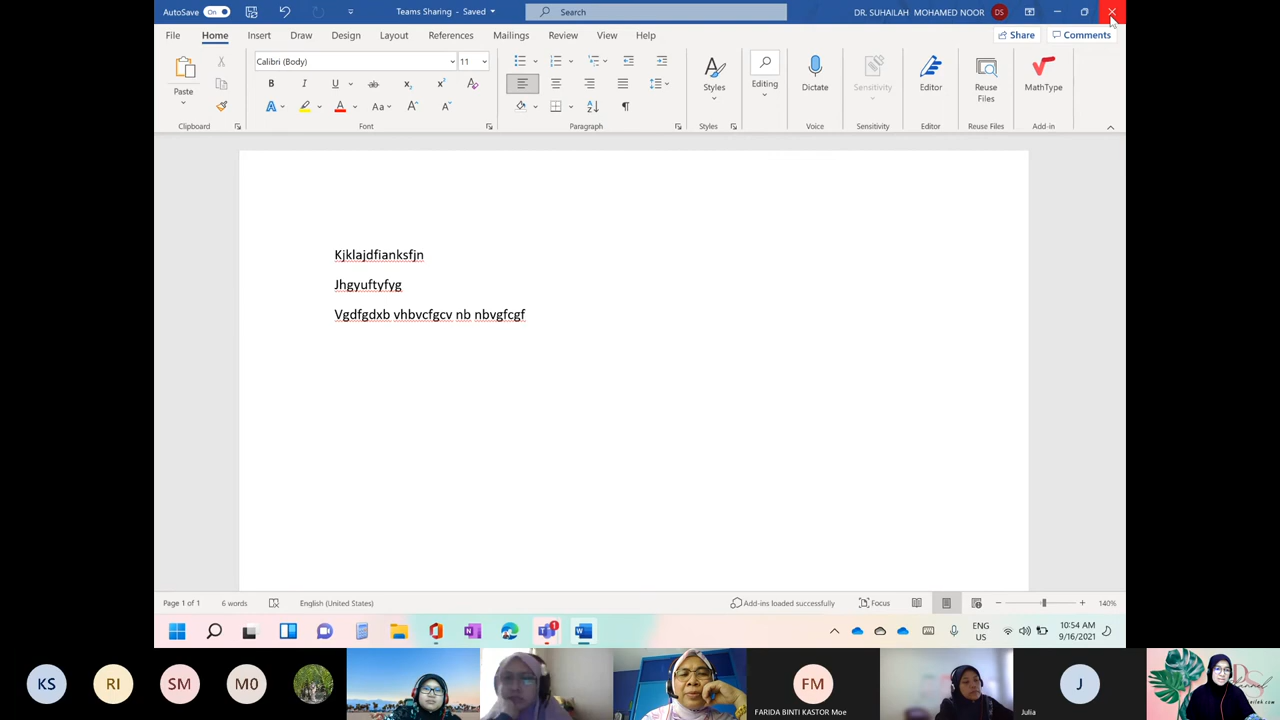 AutoSave On Teams Sharing - Saved Search DR. SUHAILAH MOHAMED NOOR DS
File Home Insert Draw Design Layout References Mailings Review View Help Share Comments
Calibri (Body) 11
Paste Styles Editing Dictate Sensitivity Editor Reuse Files MathType
Clipboard Font Paragraph Styles Voice Sensitivity Editor Reuse Files Add-in
Kjklajdfianksfjn
Jhgyuftyfyg
Vgdfgdxb vhbvcfgcv nb nbvgfcgf
Page 1 of 1 6 words English (United States) Add-ins loaded successfully Focus 140%
ENG US 10:54 AM 9/16/2021
KS RI SM M0 FM J
FARIDA BINTI KASTOR Moe Julia